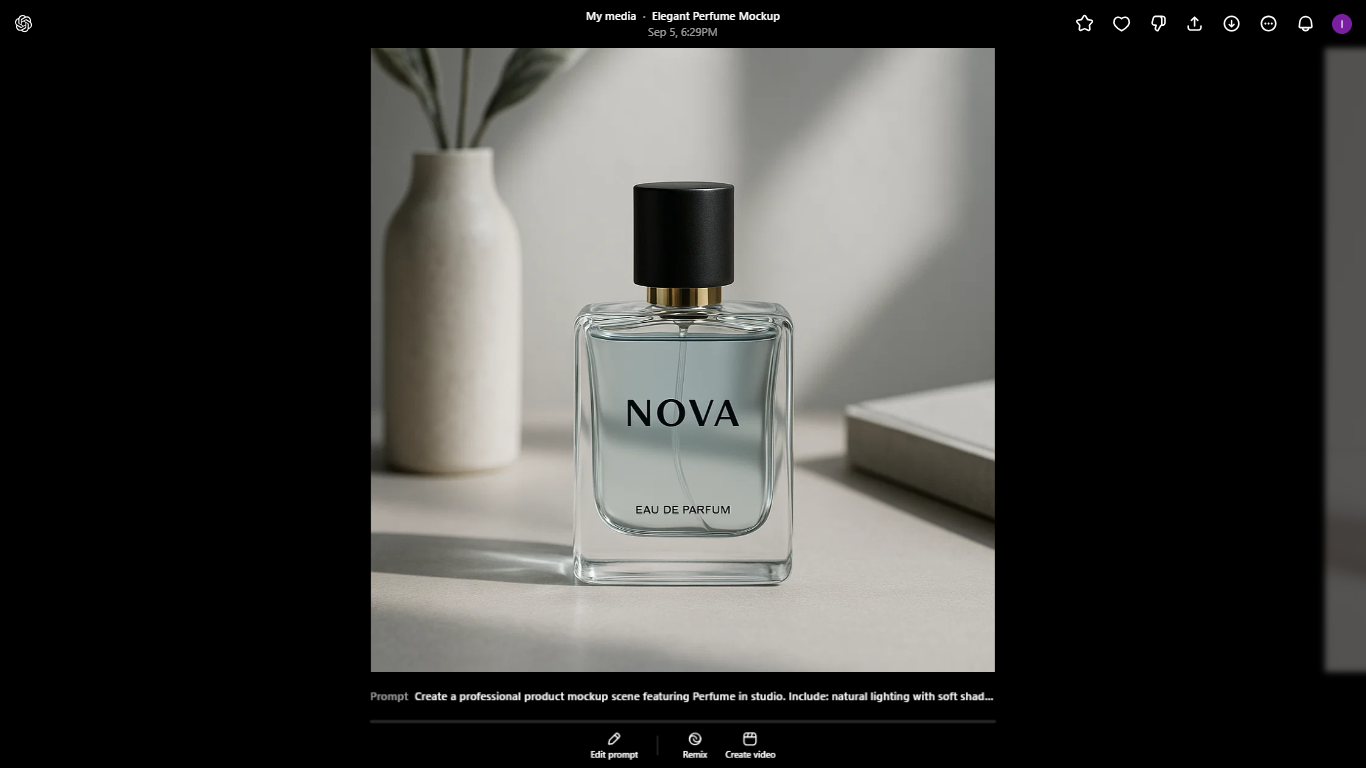 My media · Elegant Perfume Mockup
Sep 5, 6:29PM
I
NOVA
EAU DE PARFUM
Prompt Create a professional product mockup scene featuring Perfume in studio. Include: natural lighting with soft shad...
Edit prompt
Remix
Create video